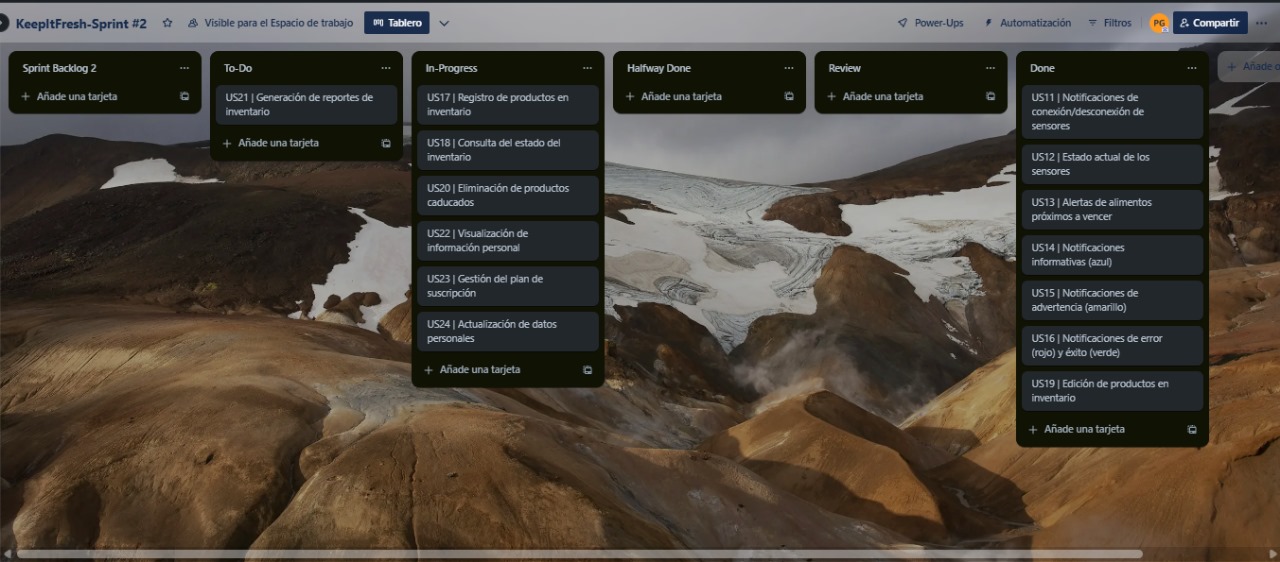 KeepItFresh-Sprint #2
Visible para el Espacio de trabajo
Tablero
Power-Ups
Automatización
Filtros
PG
Compartir
Sprint Backlog 2
Añade una tarjeta
To-Do
US21 | Generación de reportes de
inventario
Añade una tarjeta
In-Progress
US17 | Registro de productos en
inventario
US18 | Consulta del estado del
inventario
US20 | Eliminación de productos
caducados
US22 | Visualización de
información personal
US23 | Gestión del plan de
suscripción
US24 | Actualización de datos
personales
Añade una tarjeta
Halfway Done
Añade una tarjeta
Review
Añade una tarjeta
Done
US11 | Notificaciones de
conexión/desconexión de
sensores
US12 | Estado actual de los
sensores
US13 | Alertas de alimentos
próximos a vencer
US14 | Notificaciones
informativas (azul)
US15 | Notificaciones de
advertencia (amarillo)
US16 | Notificaciones de error
(rojo) y éxito (verde)
US19 | Edición de productos en
inventario
Añade una tarjeta
Añade o